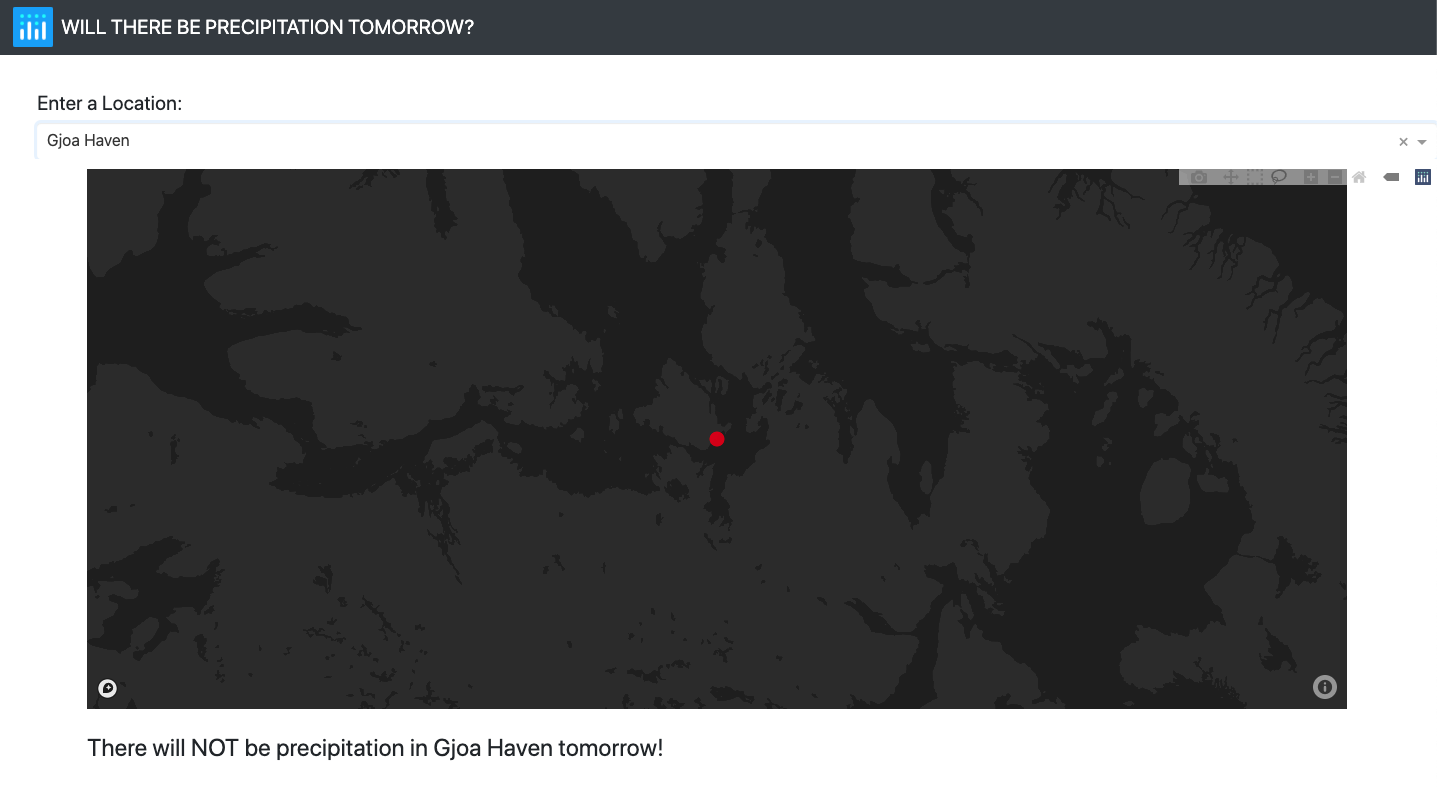 WILL THERE BE PRECIPITATION TOMORROW?
Enter a Location:
Gjoa Haven
There will NOT be precipitation in Gjoa Haven tomorrow!